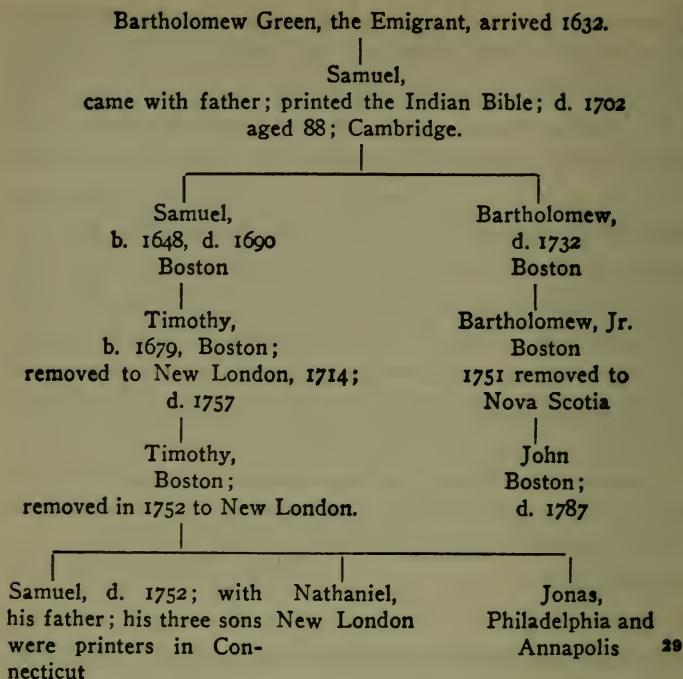 Bartholomew Green, the Emigrant, arrived 1632.
Samuel,
came with father; printed the Indian Bible; d. 1702
aged 88; Cambridge.
Samuel,
b. 1648, d. 1690
Boston
Bartholomew,
d. 1732
Boston
Timothy,
b. 1679, Boston;
removed to New London, 1714;
d. 1757
Bartholomew, Jr.
Boston
1751 removed to
Nova Scotia
Timothy,
Boston;
removed in 1752 to New London.
John
Boston;
d. 1787
Samuel, d. 1752; with
his father; his three sons
were printers in Con-
necticut
Nathaniel,
New London
Jonas,
Philadelphia and
Annapolis 29